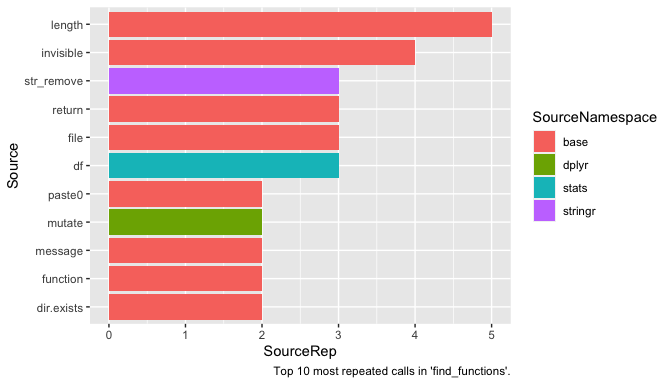 length
invisible
str_remove
return
file
df
paste0
mutate
message
function
dir.exists
Source
0 1 2 3 4 5
SourceRep
Top 10 most repeated calls in 'find_functions'.
SourceNamespace
base
dplyr
stats
stringr